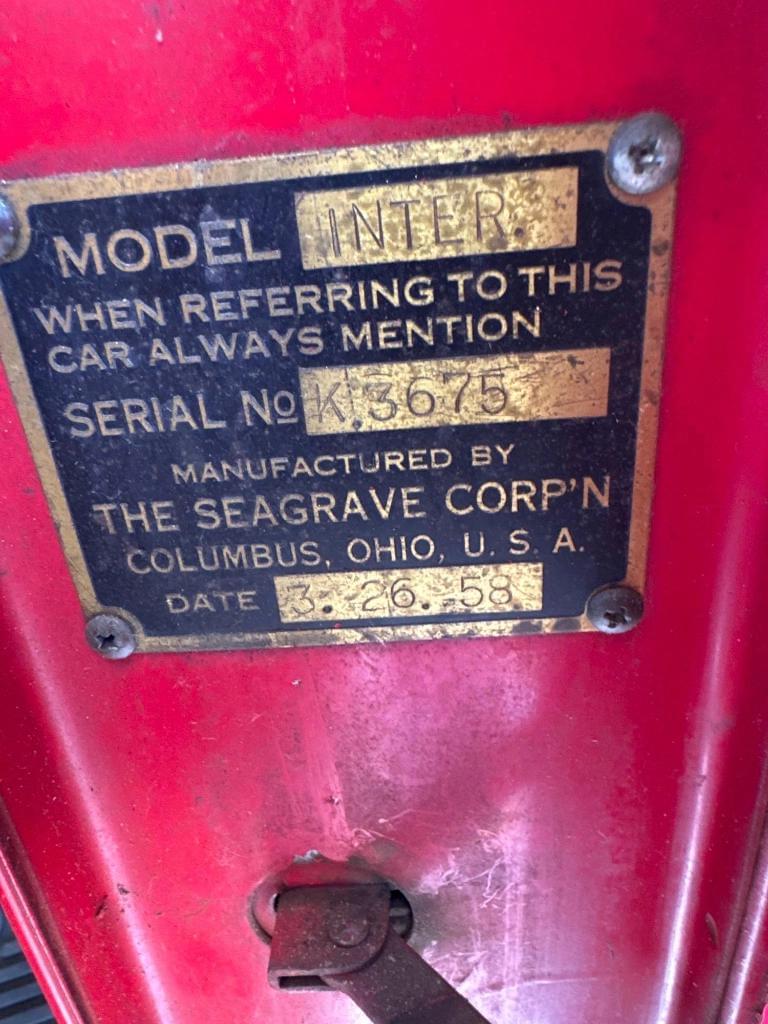 MODEL INTER.
WHEN REFERRING TO THIS
CAR ALWAYS MENTION
SERIAL Nº K.3675
MANUFACTURED BY
THE SEAGRAVE CORP'N
COLUMBUS, OHIO, U. S. A.
DATE 3. 26. 58